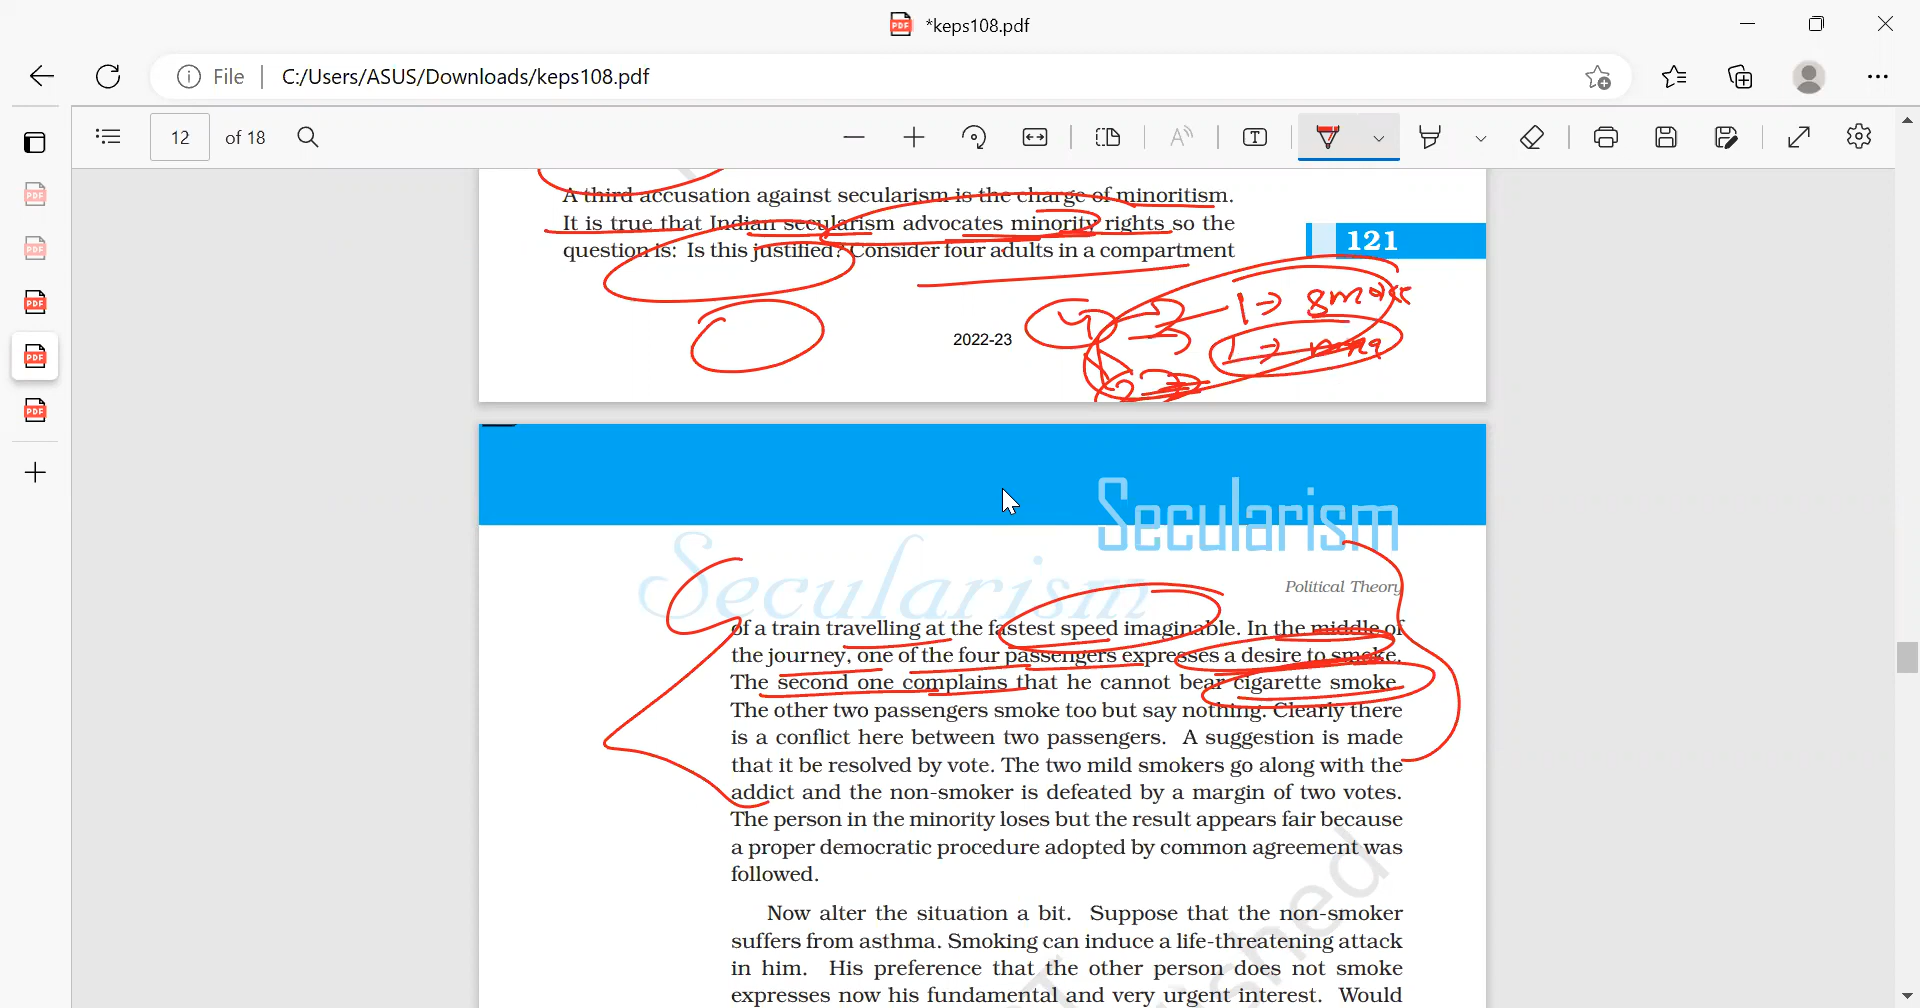 *keps108.pdf
File
C:/Users/ASUS/Downloads/keps108.pdf
12 of 18
A third accusation against secularism is the charge of minoritism.
It is true that Indian secularism advocates minority rights so the
question is: Is this justified? Consider four adults in a compartment
121
1 => smoke
4
2022-23
1 =>
2
Secularism
Secularism
Political Theory
of a train travelling at the fastest speed imaginable. In the middle of
the journey, one of the four passengers expresses a desire to smoke.
The second one complains that he cannot bear cigarette smoke.
The other two passengers smoke too but say nothing. Clearly there
is a conflict here between two passengers. A suggestion is made
that it be resolved by vote. The two mild smokers go along with the
addict and the non-smoker is defeated by a margin of two votes.
The person in the minority loses but the result appears fair because
a proper democratic procedure adopted by common agreement was
followed.
Now alter the situation a bit. Suppose that the non-smoker
suffers from asthma. Smoking can induce a life-threatening attack
in him. His preference that the other person does not smoke
expresses now his fundamental and very urgent interest. Would